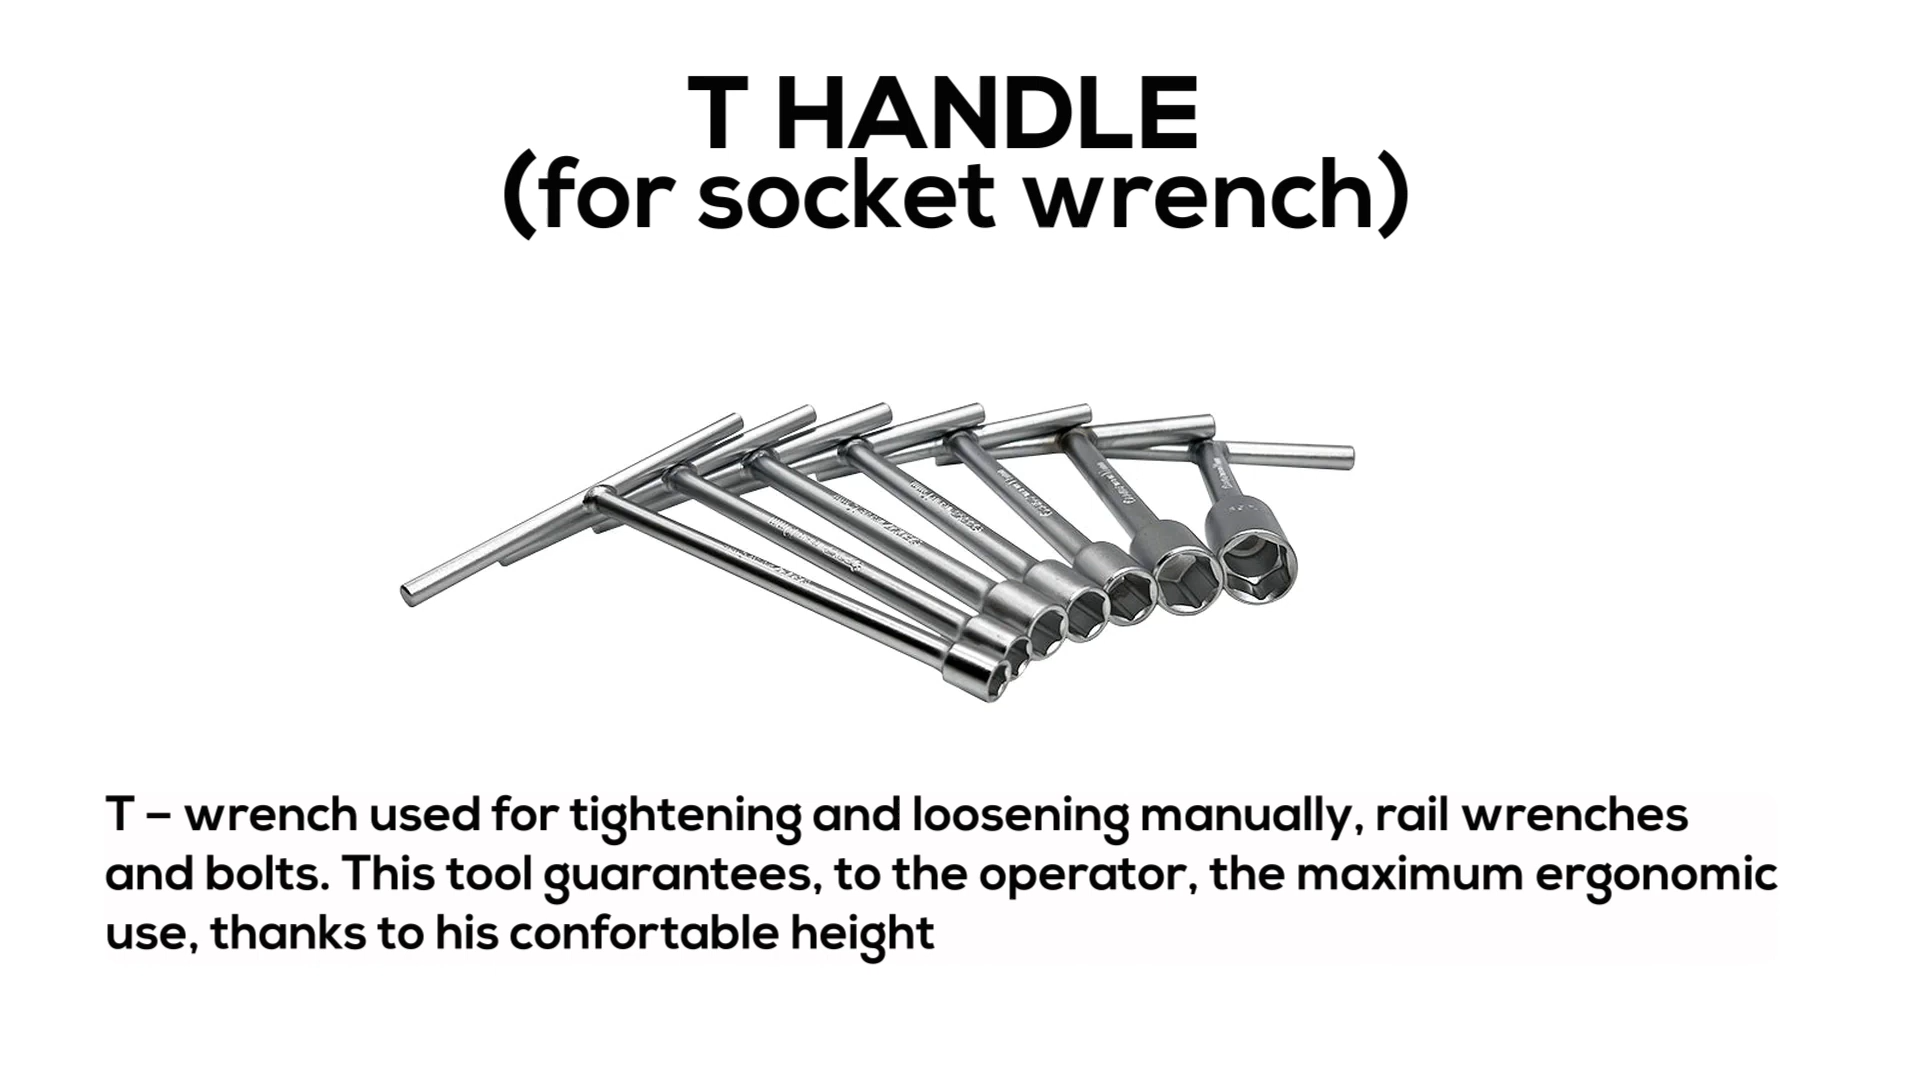 T HANDLE
(for socket wrench)
T – wrench used for tightening and loosening manually, rail wrenches
and bolts. This tool guarantees, to the operator, the maximum ergonomic
use, thanks to his confortable height